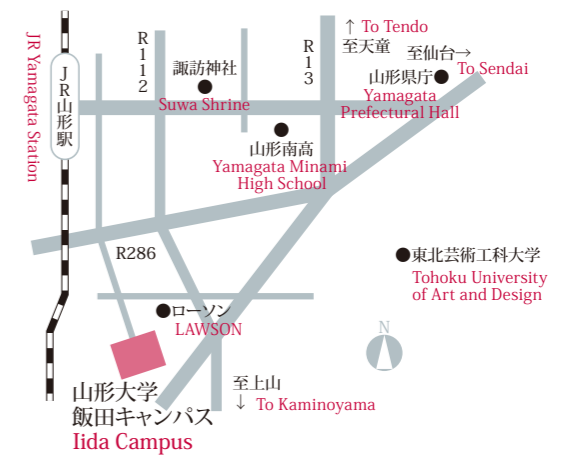 JR山形駅
JR Yamagata Station
R112
諏訪神社
Suwa Shrine
R13
↑ To Tendo
至天童
至仙台→
To Sendai
山形県庁
Yamagata
Prefectural Hall
山形南高
Yamagata Minami
High School
R286
東北芸術工科大学
Tohoku University
of Art and Design
ローソン
LAWSON
N
至上山
↓ To Kaminoyama
山形大学
飯田キャンパス
Iida Campus